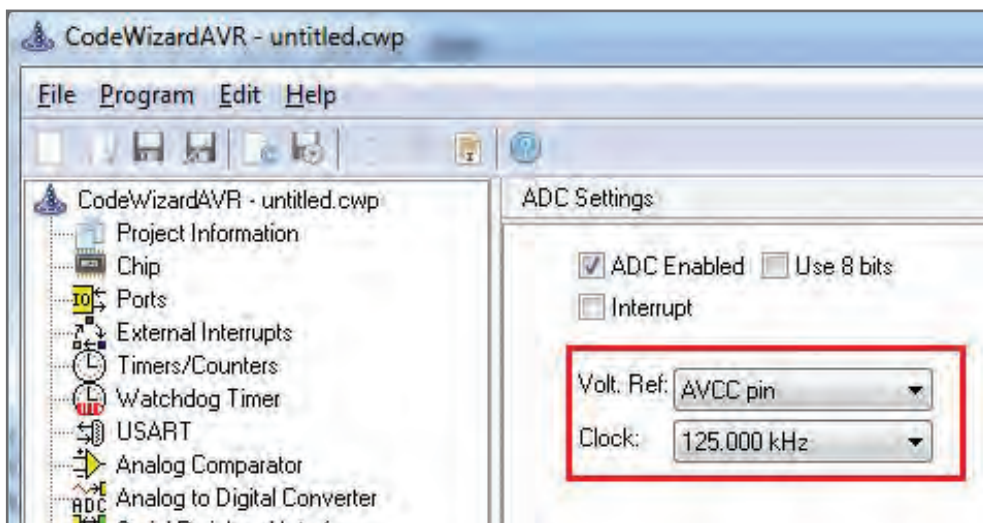 CodeWizardAVR - untitled.cwp
File Program Edit Help
CodeWizardAVR - untitled.cwp
Project Information
Chip
IO Ports
External Interrupts
Timers/Counters
Watchdog Timer
USART
Analog Comparator
ADC Analog to Digital Converter
ADC Settings
ADC Enabled Use 8 bits
Interrupt
Volt. Ref: AVCC pin
Clock: 125.000 kHz